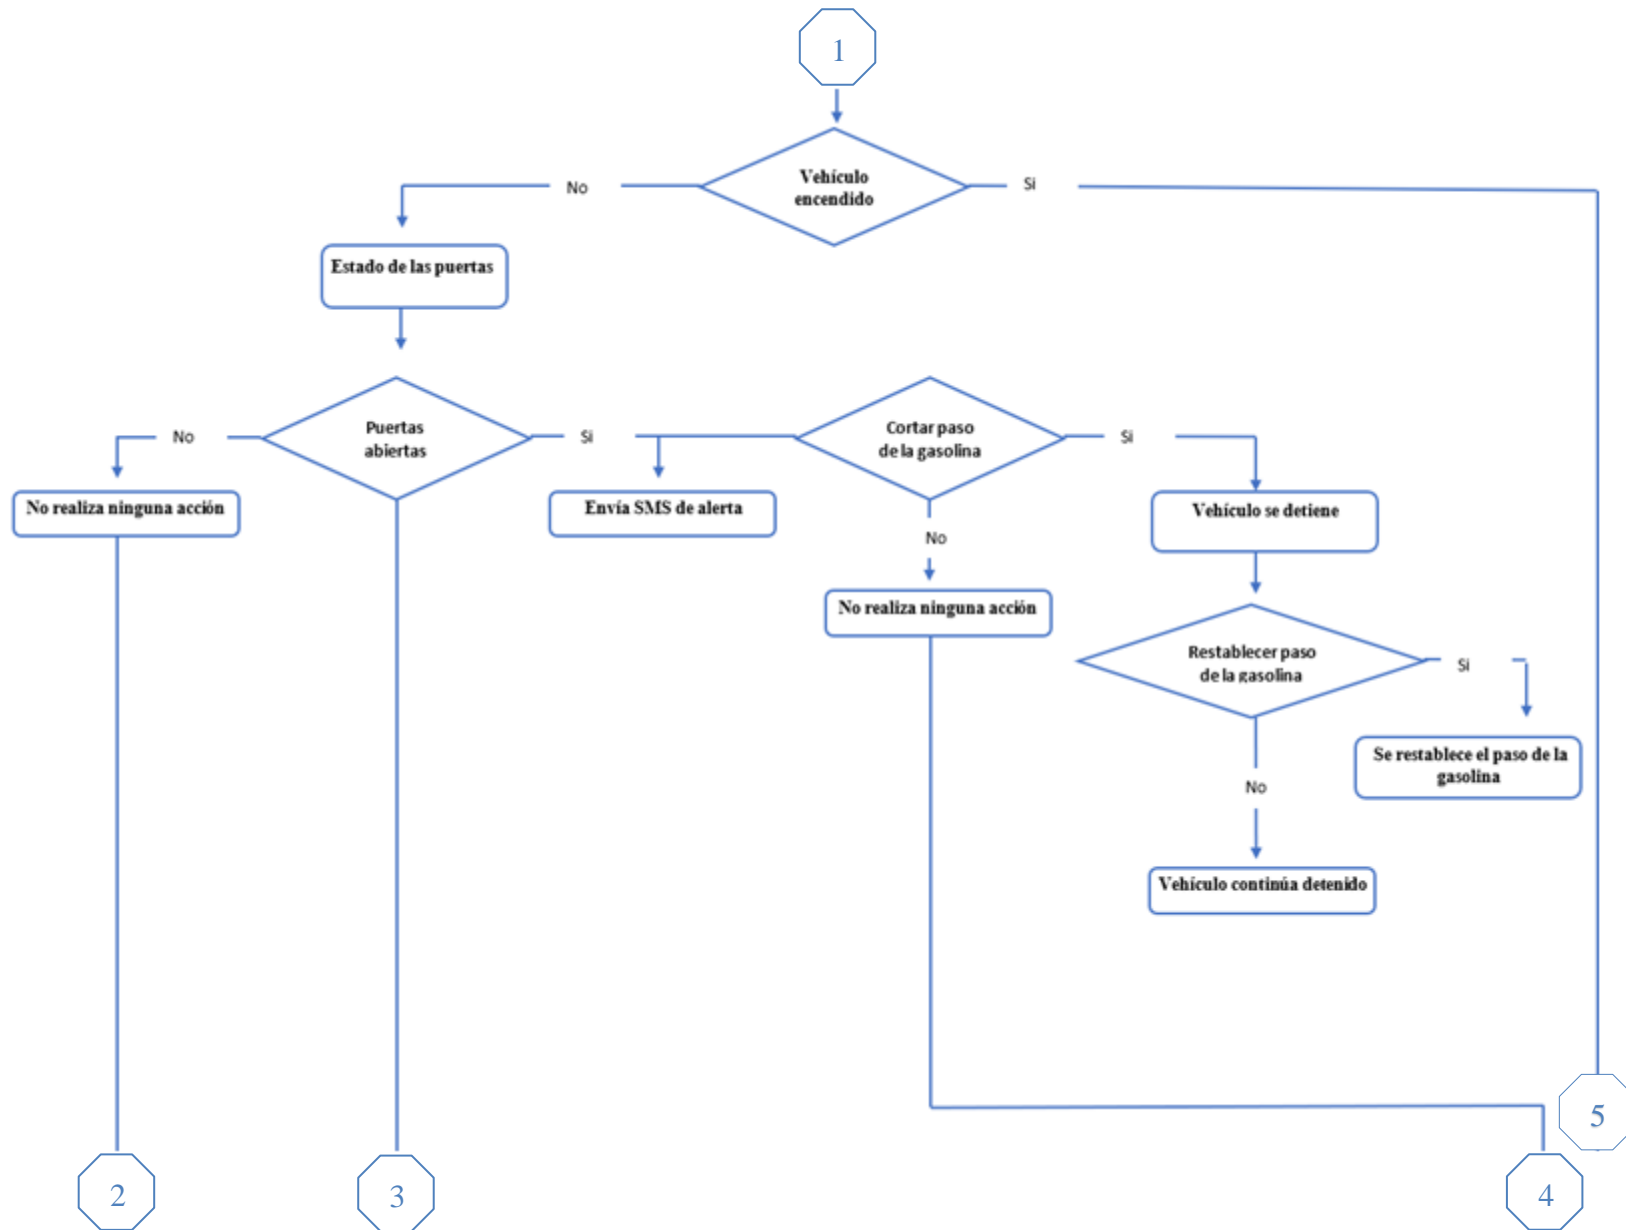 1
Vehículo
encendido
No
Si
Estado de las puertas
Puertas
abiertas
No
Si
Cortar paso
de la gasolina
Si
No realiza ninguna acción
Envía SMS de alerta
Vehículo se detiene
No
No realiza ninguna acción
Restablecer paso
de la gasolina
Si
Se restablece el paso de la
gasolina
No
Vehículo continúa detenido
5
2
3
4